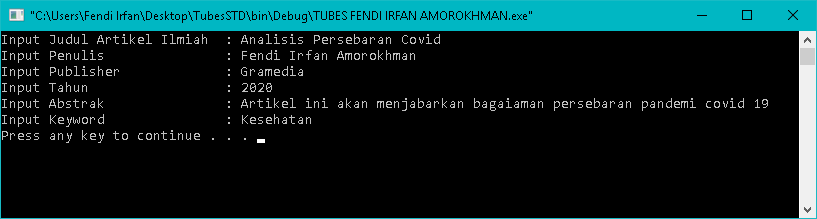 "C:\Users\Fendi Irfan\Desktop\TubesSTD\bin\Debug\TUBES FENDI IRFAN AMOROKHMAN.exe"
Input Judul Artikel Ilmiah  : Analisis Persebaran Covid
Input Penulis               : Fendi Irfan Amorokhman
Input Publisher             : Gramedia
Input Tahun                 : 2020
Input Abstrak               : Artikel ini akan menjabarkan bagaiaman persebaran pandemi covid 19
Input Keyword               : Kesehatan
Press any key to continue . . .